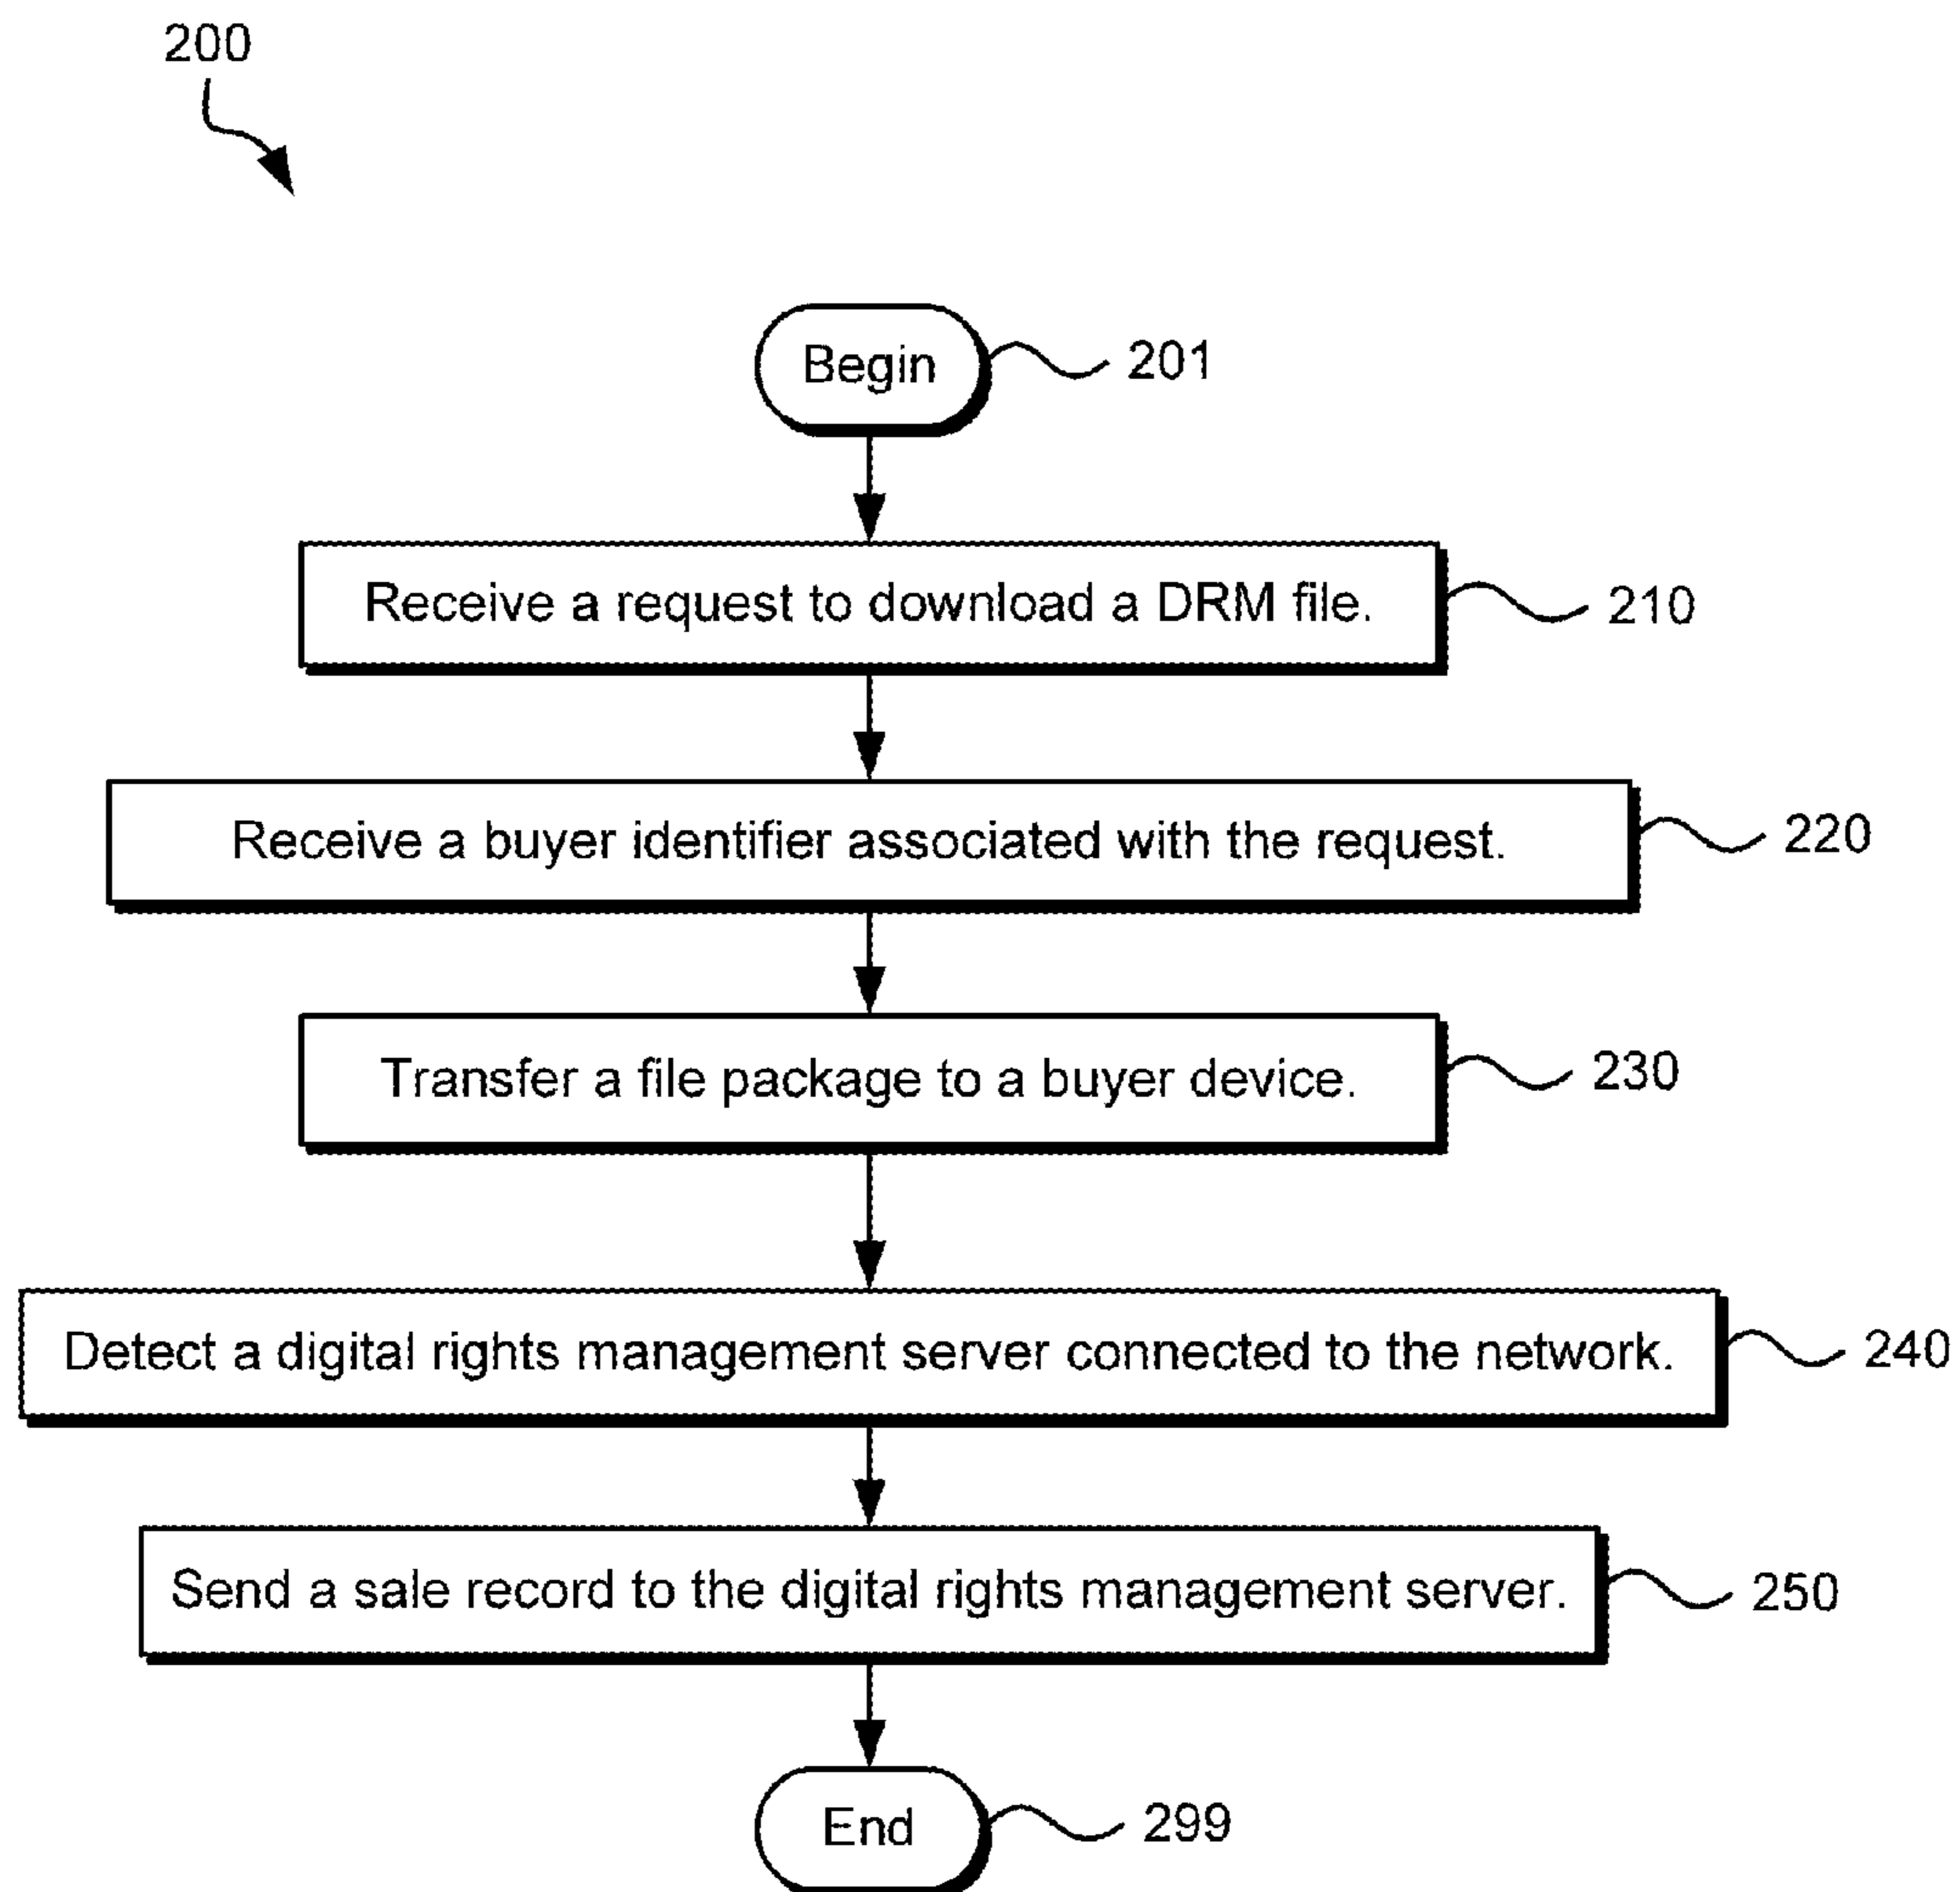 200
Begin
201
Receive a request to download a DRM file.
210
Receive a buyer identifier associated with the request.
220
Transfer a file package to a buyer device.
230
Detect a digital rights management server connected to the network.
240
Send a sale record to the digital rights management server.
250
End
299